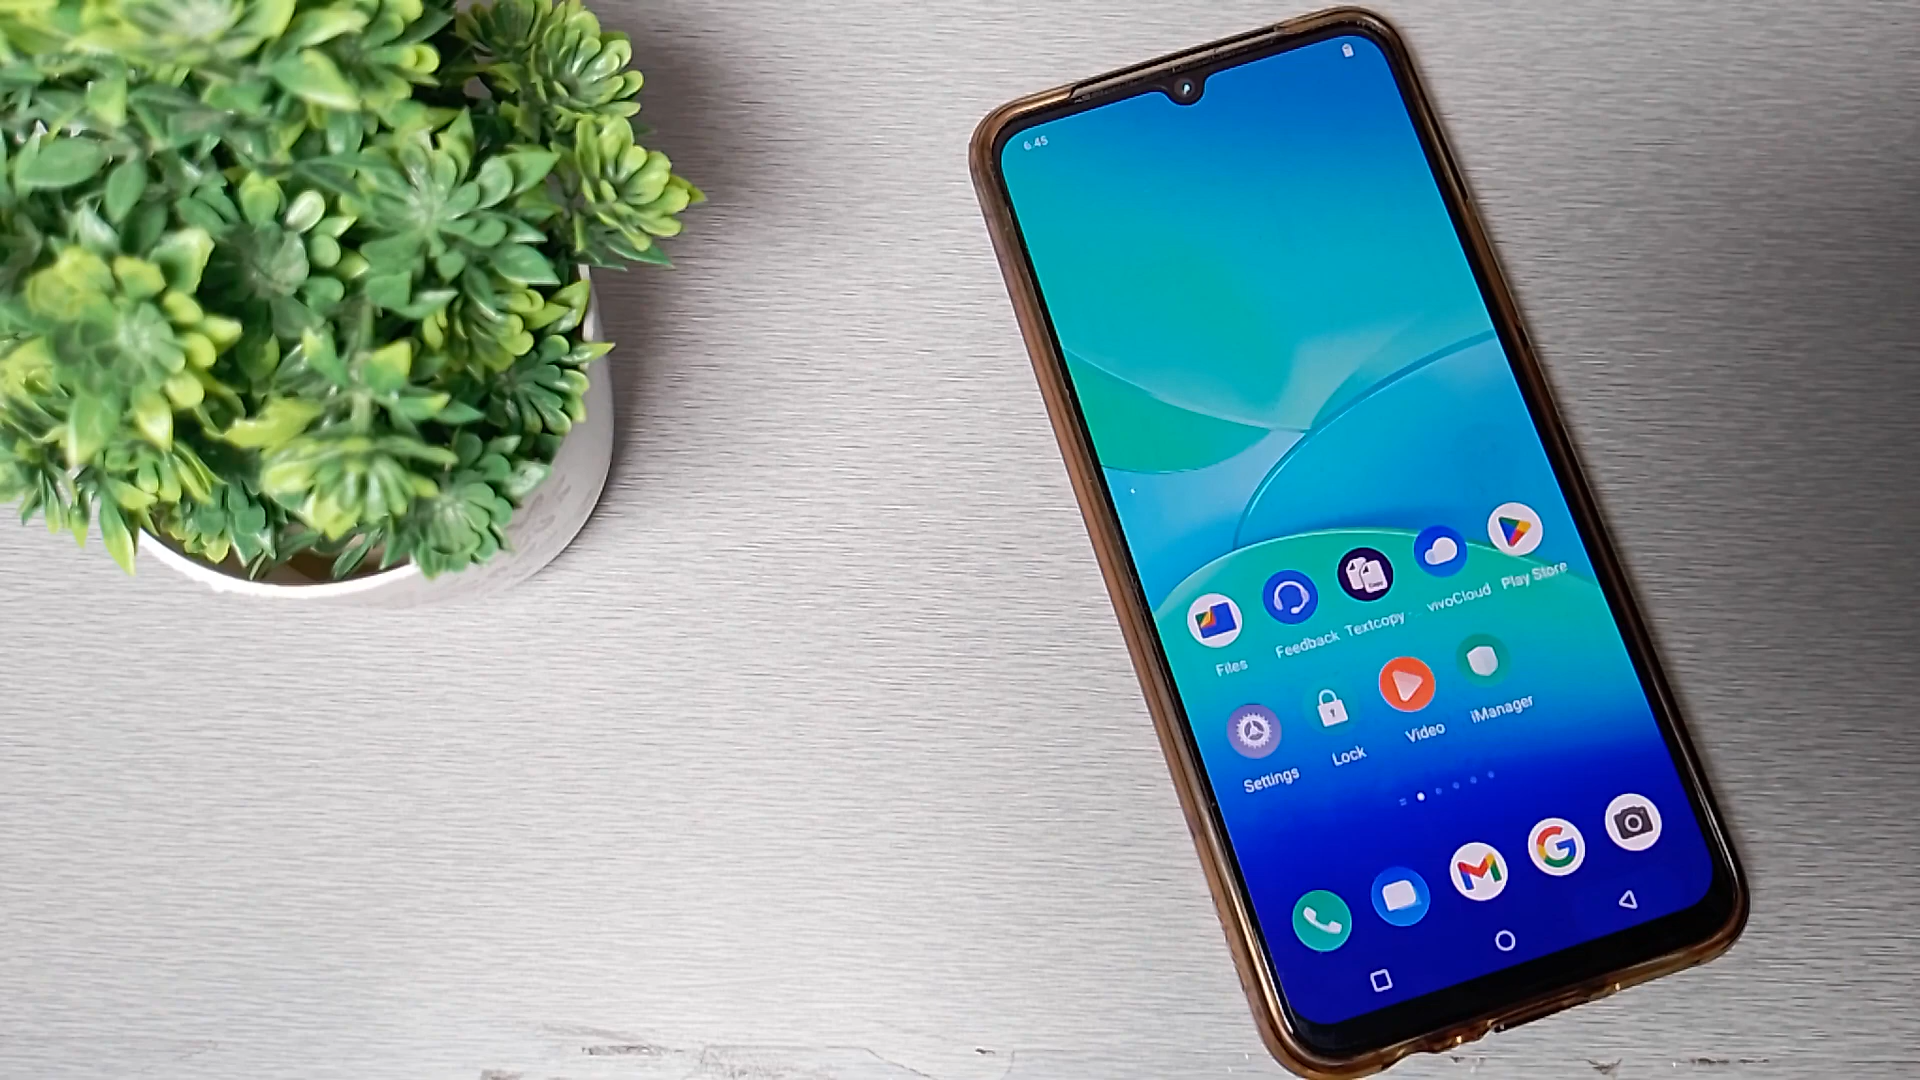 6:45
Files Feedback Textcopy - ... vivoCloud Play Store
Settings Lock Video iManager